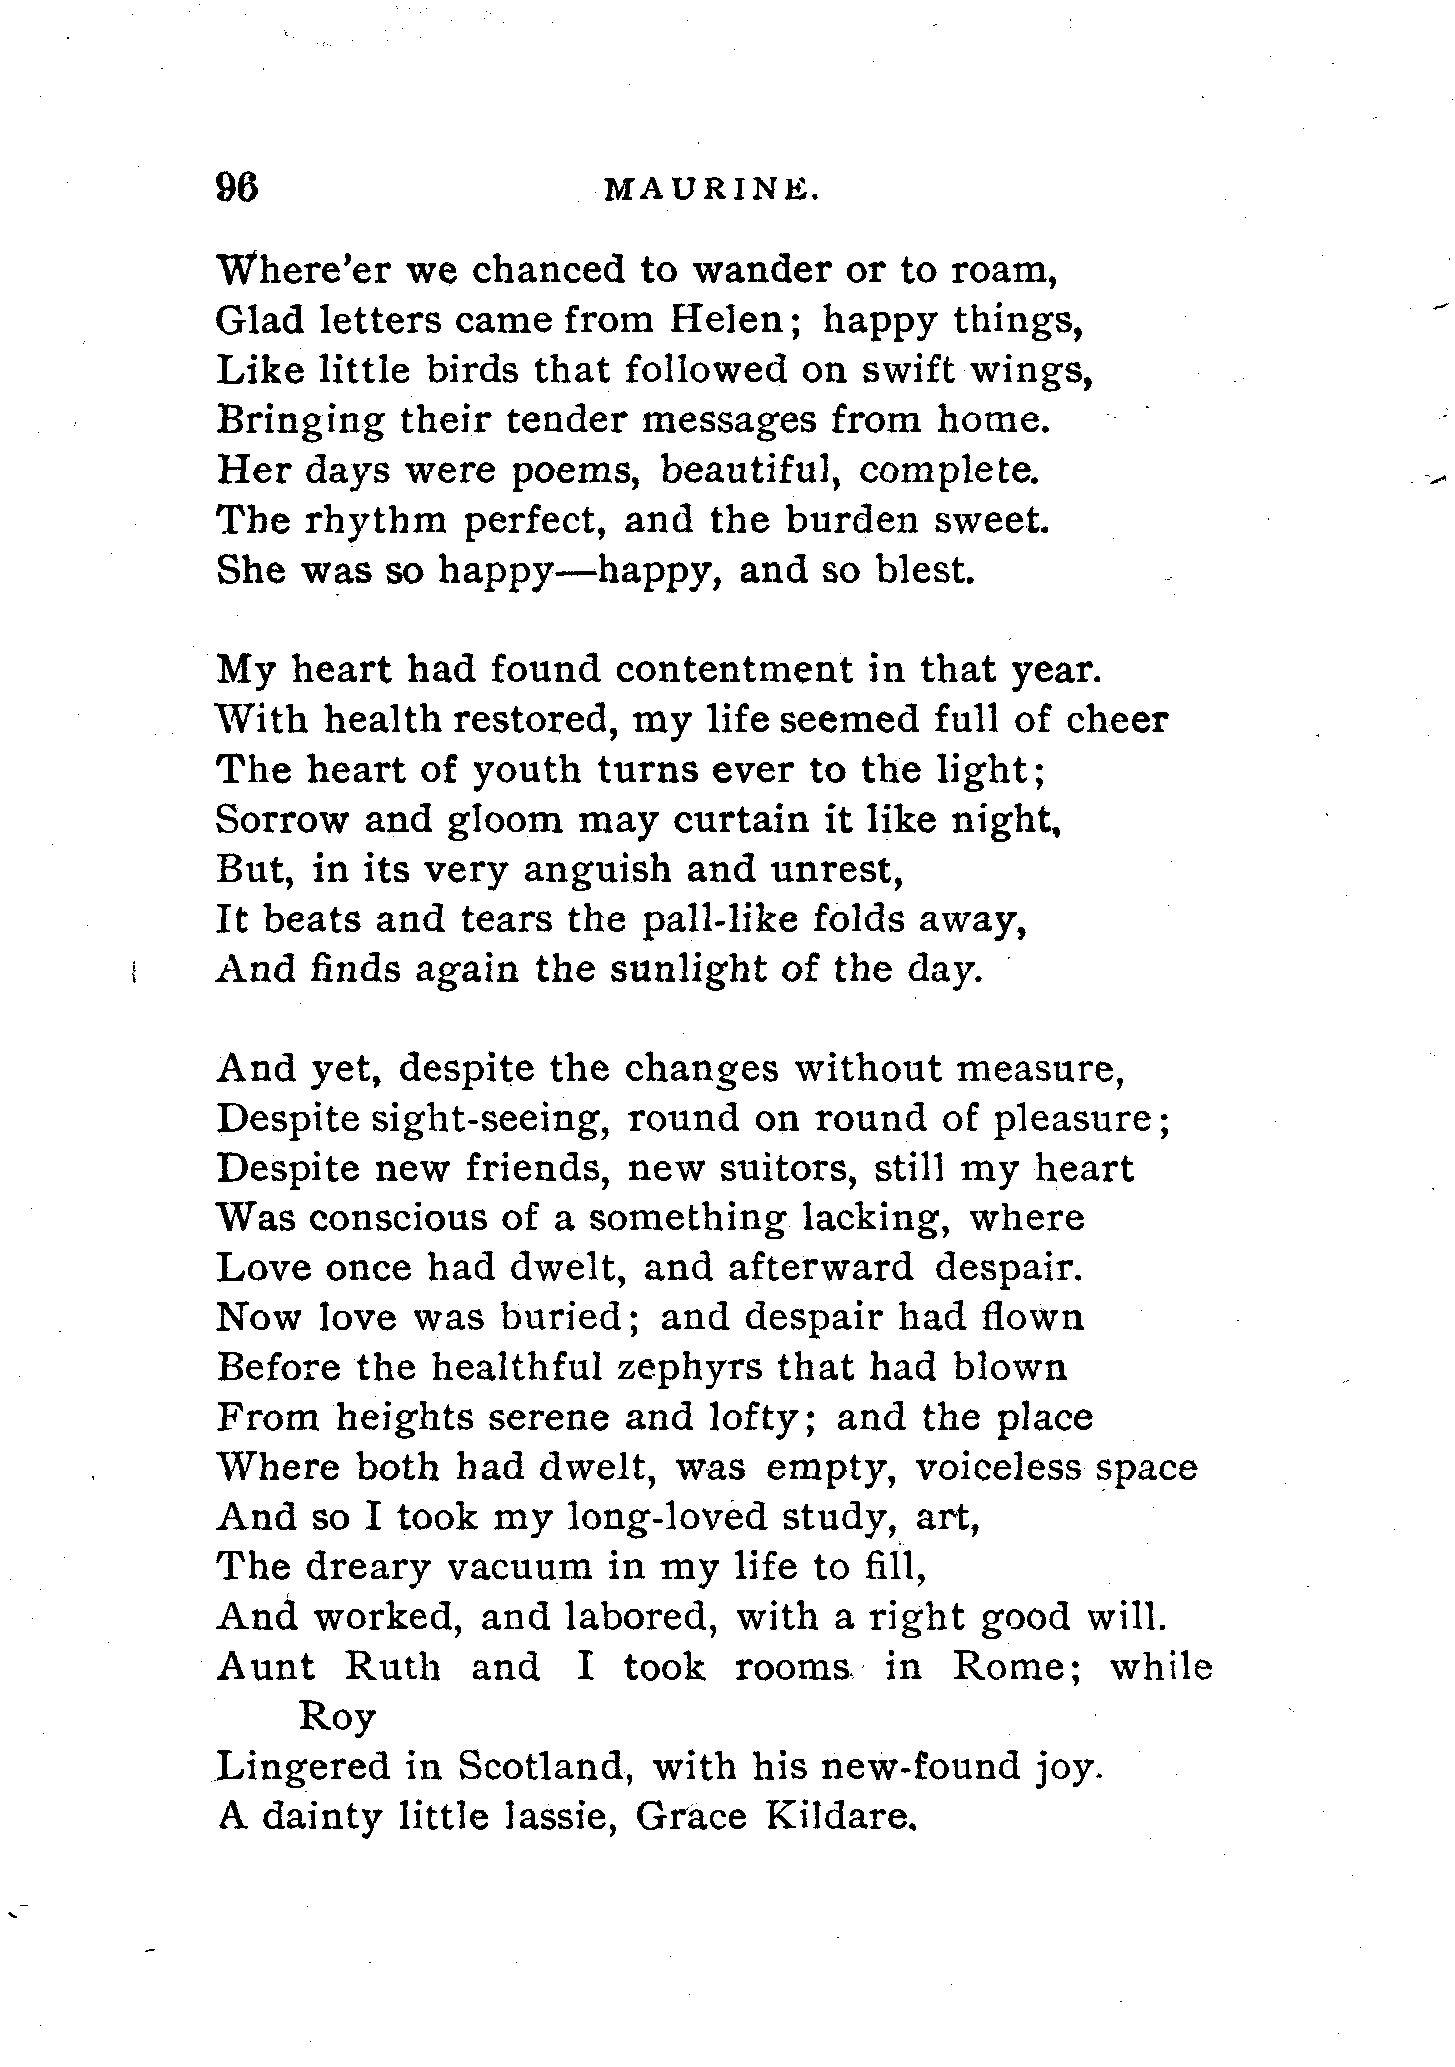 96 MAURINE.
Where'er we chanced to wander or to roam,
Glad letters came from Helen; happy things,
Like little birds that followed on swift wings,
Bringing their tender messages from home.
Her days were poems, beautiful, complete.
The rhythm perfect, and the burden sweet.
She was so happy—happy, and so blest.
My heart had found contentment in that year.
With health restored, my life seemed full of cheer
The heart of youth turns ever to the light;
Sorrow and gloom may curtain it like night,
But, in its very anguish and unrest,
It beats and tears the pall-like folds away,
And finds again the sunlight of the day.
And yet, despite the changes without measure,
Despite sight-seeing, round on round of pleasure;
Despite new friends, new suitors, still my heart
Was conscious of a something lacking, where
Love once had dwelt, and afterward despair.
Now love was buried; and despair had flown
Before the healthful zephyrs that had blown
From heights serene and lofty; and the place
Where both had dwelt, was empty, voiceless space
And so I took my long-loved study, art,
The dreary vacuum in my life to fill,
And worked, and labored, with a right good will.
Aunt Ruth and I took rooms in Rome; while
Roy
Lingered in Scotland, with his new-found joy.
A dainty little lassie, Grace Kildare.